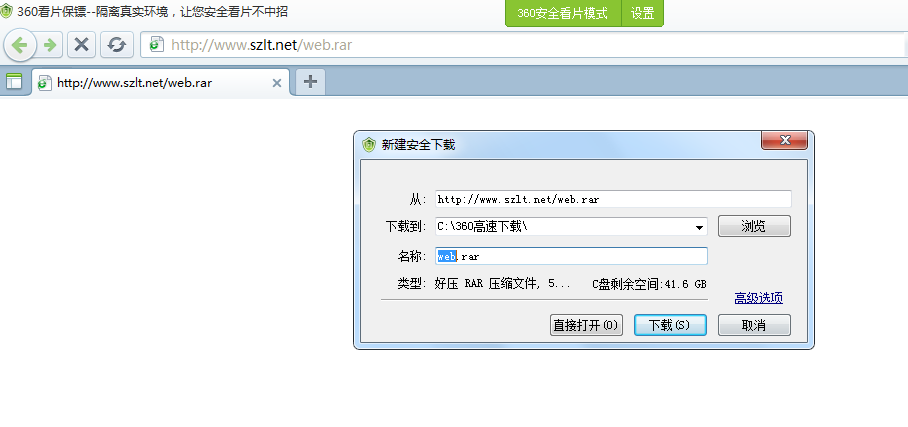 360看片保镖--隔离真实环境，让您安全看片不中招
360安全看片模式 设置
http://www.szlt.net/web.rar
http://www.szlt.net/web.rar
新建安全下载
从: http://www.szlt.net/web.rar
下载到: C:\360高速下载\ 浏览
名称: web.rar
类型: 好压 RAR 压缩文件, 5... C盘剩余空间:41.6 GB
高级选项
直接打开(O) 下载(S) 取消